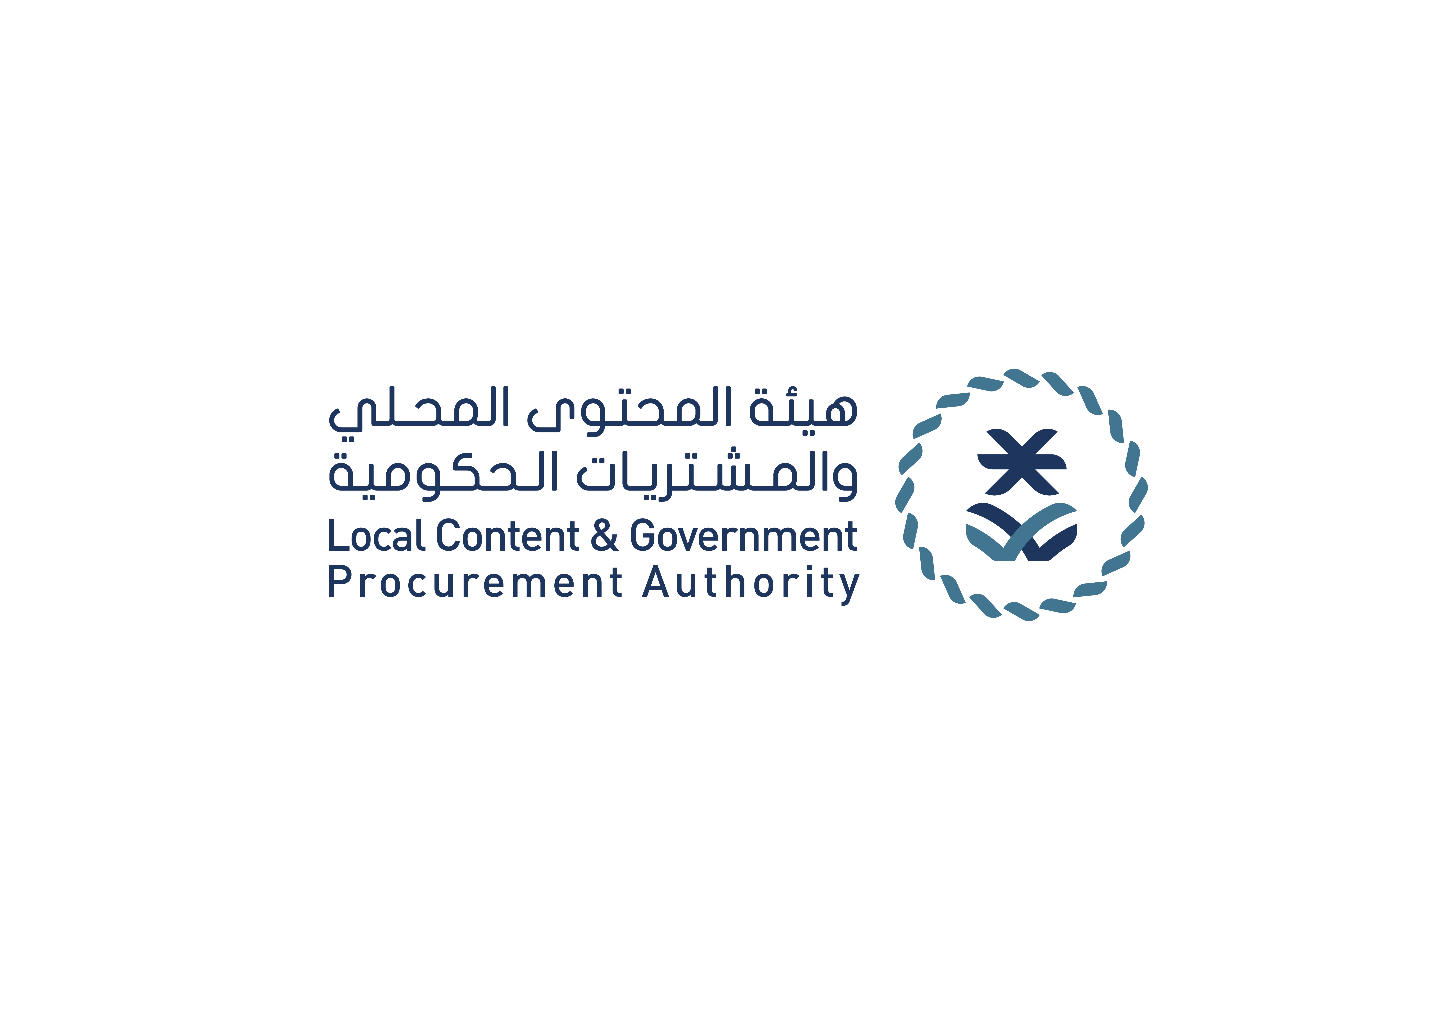 هيئة المحتوى المحلي
والمشتريات الحكومية
Local Content & Government
Procurement Authority